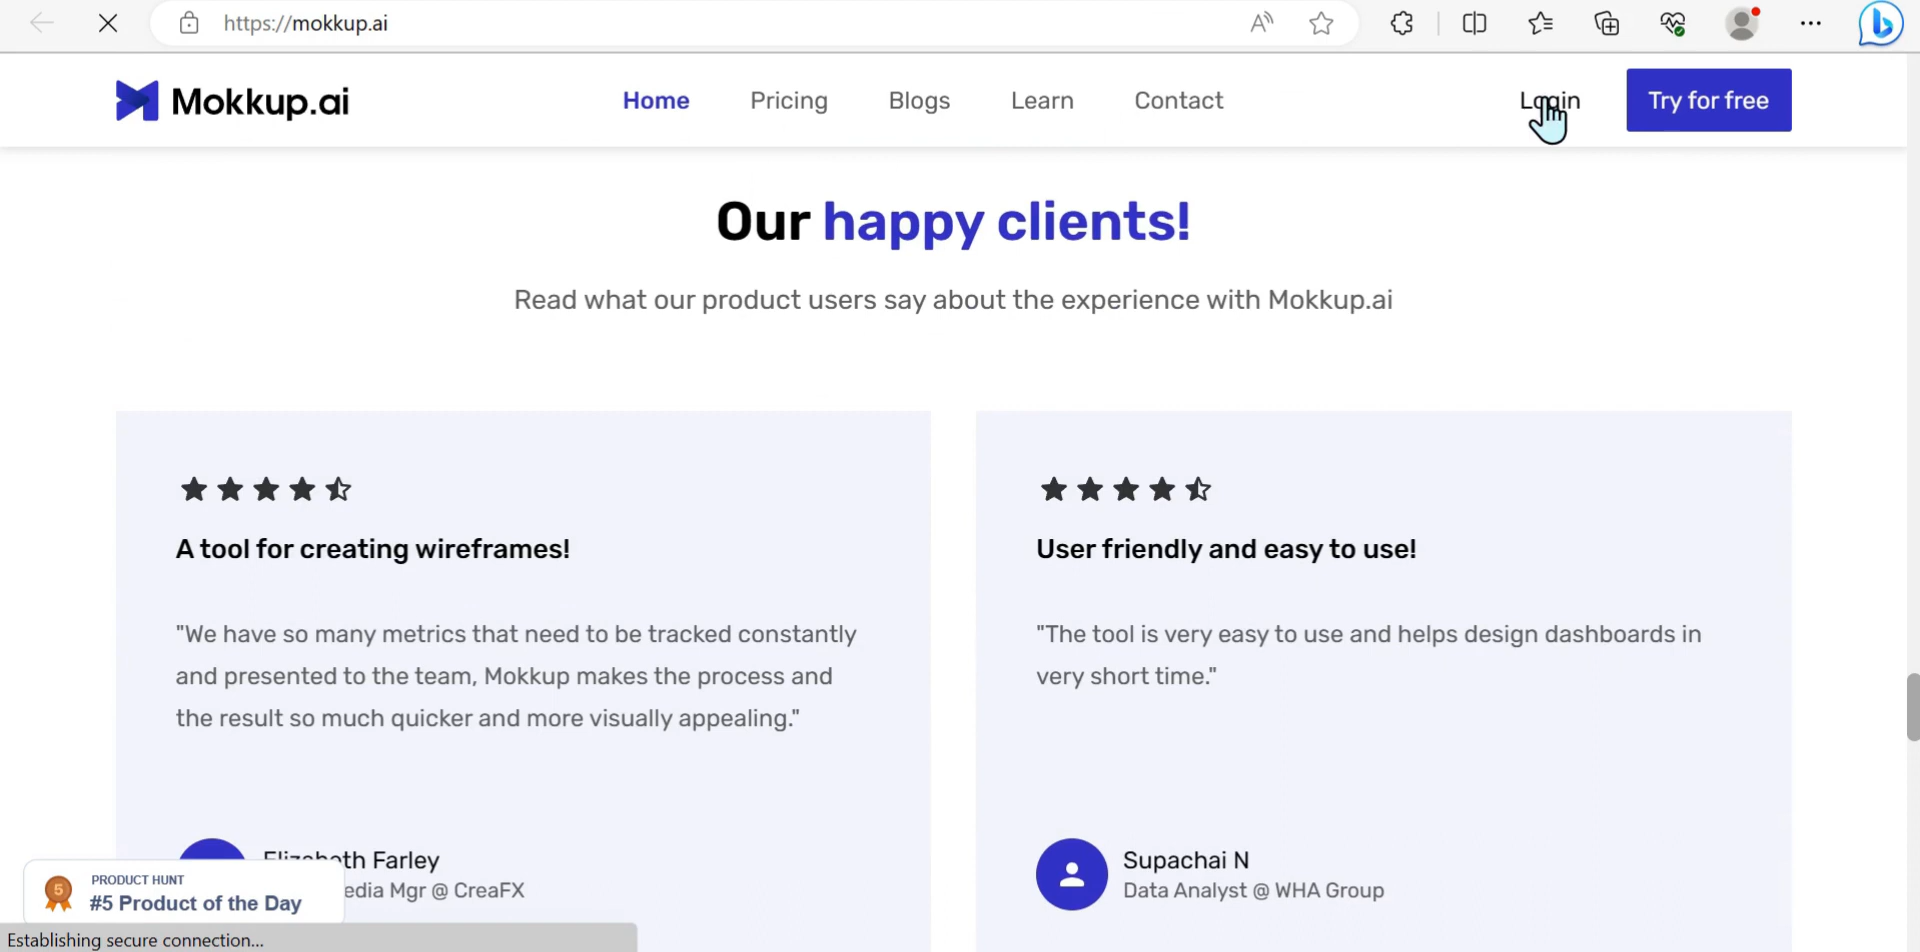 https://mokkup.ai
Mokkup.ai
Home
Pricing
Blogs
Learn
Contact
Login
Try for free
Our happy clients!
Read what our product users say about the experience with Mokkup.ai
A tool for creating wireframes!
"We have so many metrics that need to be tracked constantly
and presented to the team, Mokkup makes the process and
the result so much quicker and more visually appealing."
Elizabeth Farley
edia Mgr @ CreaFX
User friendly and easy to use!
"The tool is very easy to use and helps design dashboards in
very short time."
Supachai N
Data Analyst @ WHA Group
5
PRODUCT HUNT
#5 Product of the Day
Establishing secure connection...